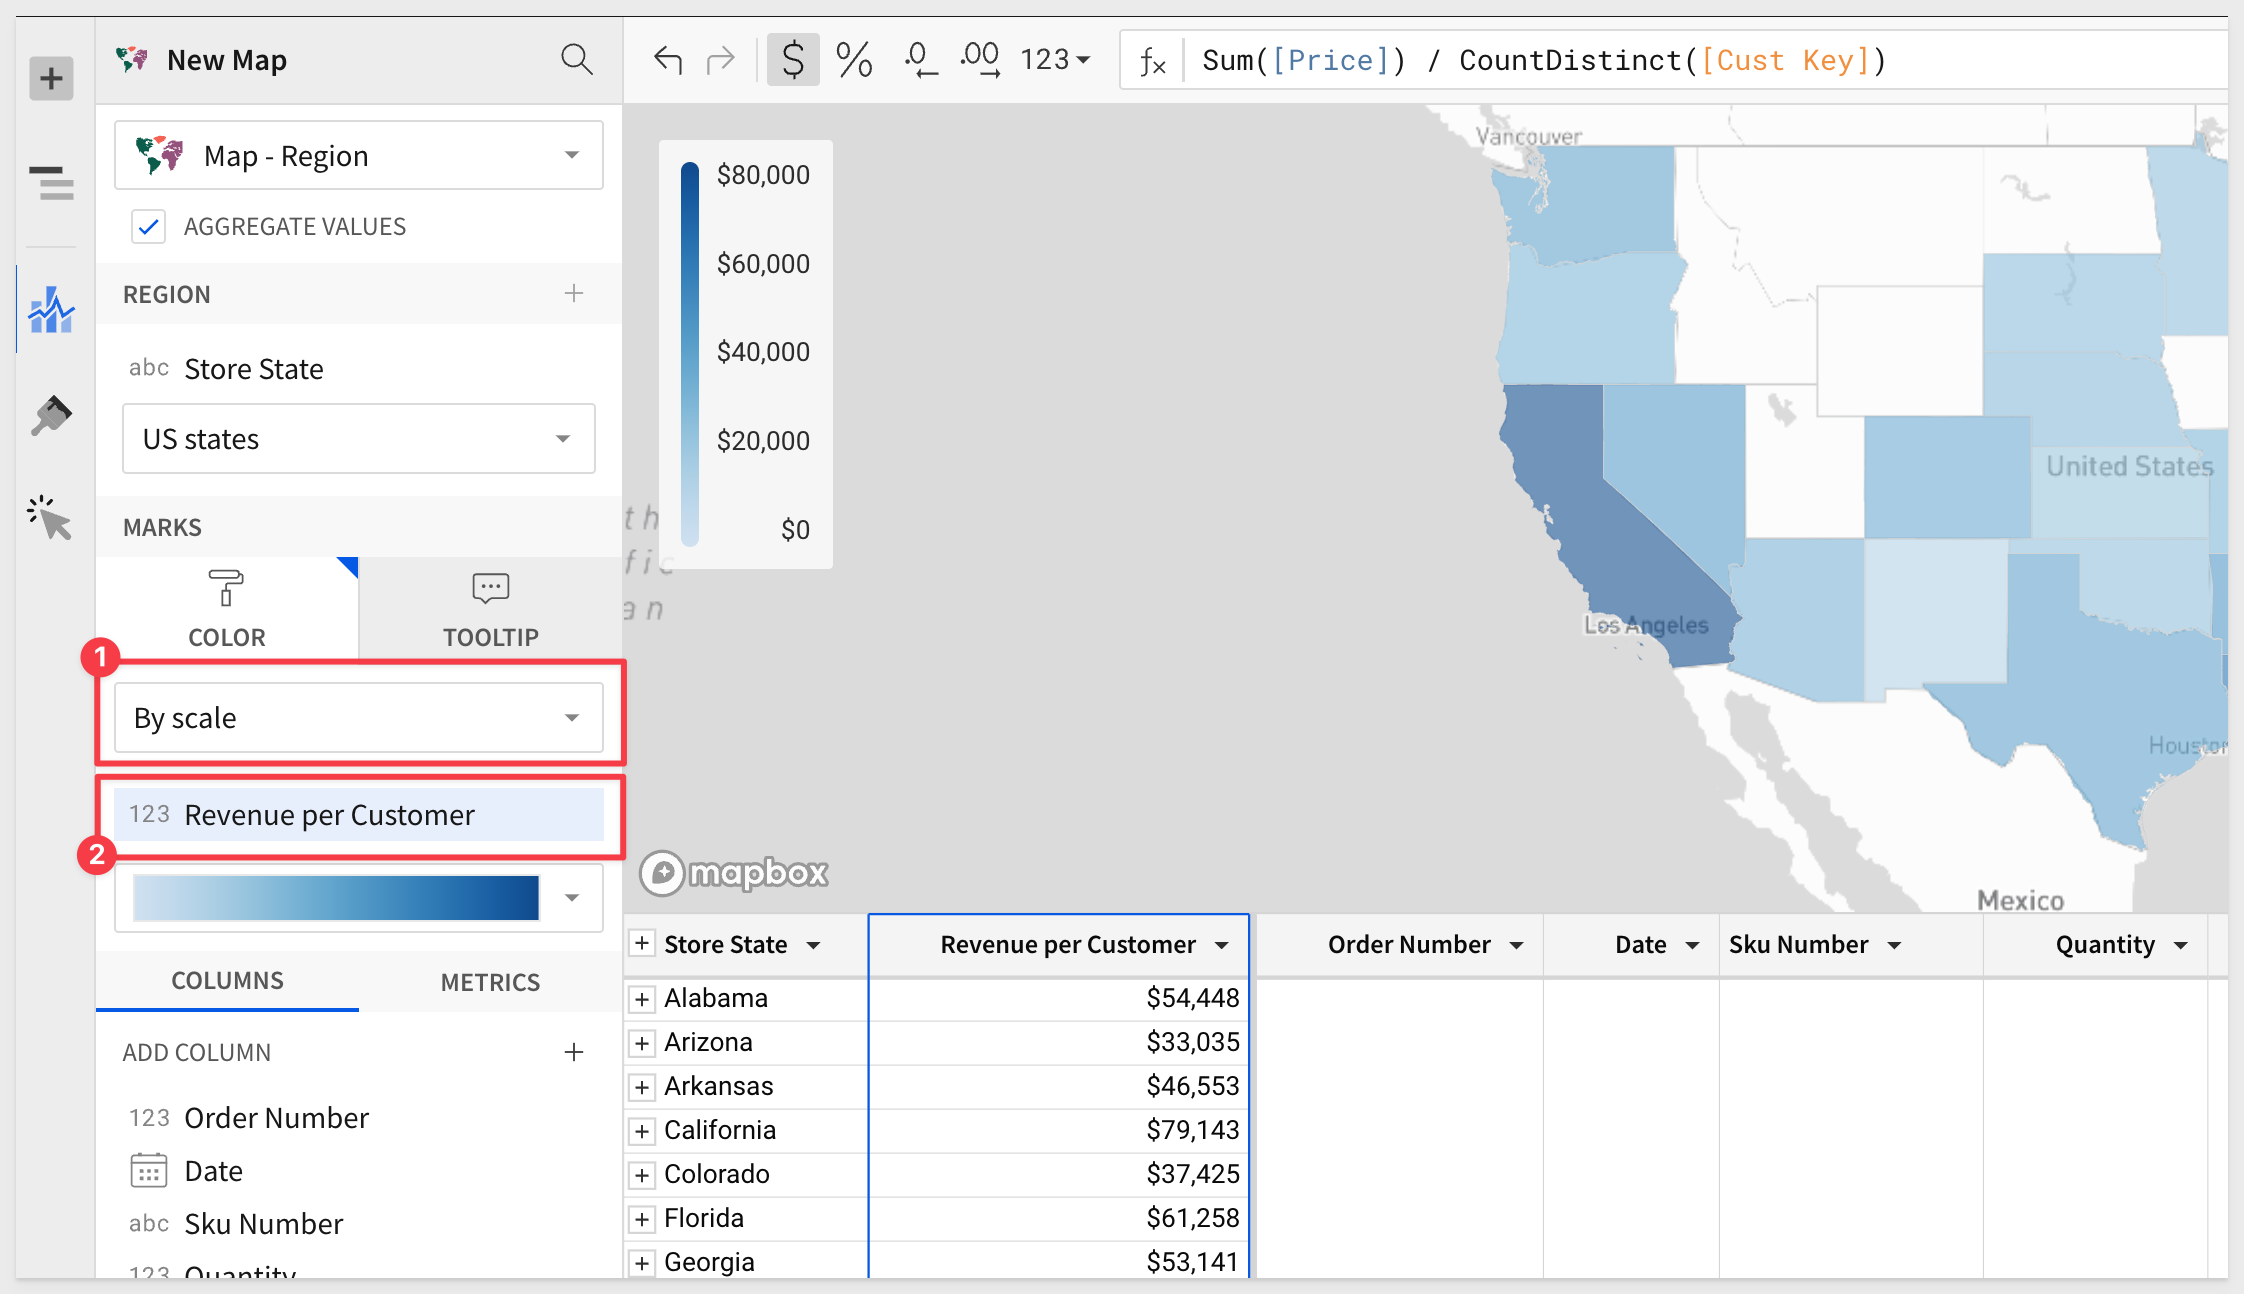 New Map
123
fx Sum([Price]) / CountDistinct([Cust Key])
Map - Region
AGGREGATE VALUES
REGION
abc Store State
US states
MARKS
COLOR
TOOLTIP
1
By scale
123 Revenue per Customer
2
COLUMNS
METRICS
ADD COLUMN
123 Order Number
Date
abc Sku Number
123 Quantity
$ % .0 .00
$80,000
$60,000
$40,000
$20,000
$0
Vancouver
United States
Los Angeles
Houston
Mexico
mapbox
Store State Revenue per Customer Order Number Date Sku Number Quantity
Alabama $54,448
Arizona $33,035
Arkansas $46,553
California $79,143
Colorado $37,425
Florida $61,258
Georgia $53,141